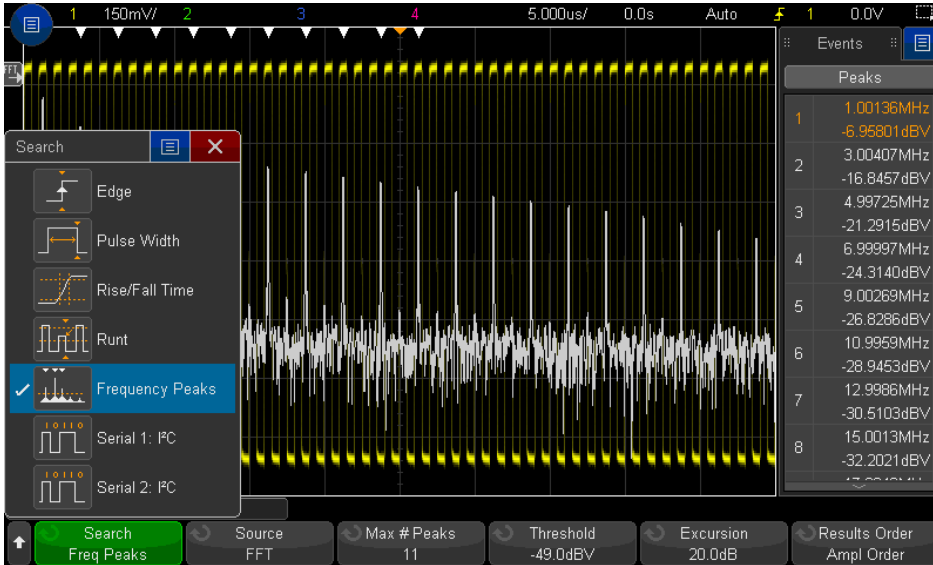 1 150mV/ 2 3 4 5.000us/ 0.0s Auto 1 0.0V
FFT
Events
Peaks
1 1.00136MHz
-6.95801dBV
2 3.00407MHz
-16.8457dBV
3 4.99725MHz
-21.2915dBV
4 6.99997MHz
-24.3140dBV
5 9.00269MHz
-26.8286dBV
6 10.9959MHz
-28.9453dBV
7 12.9986MHz
-30.5103dBV
8 15.0013MHz
-32.2021dBV
Search
Edge
Pulse Width
Rise/Fall Time
Runt
Frequency Peaks
10110
Serial 1: I²C
10110
Serial 2: I²C
Search
Freq Peaks
Source
FFT
Max # Peaks
11
Threshold
-49.0dBV
Excursion
20.0dB
Results Order
Ampl Order